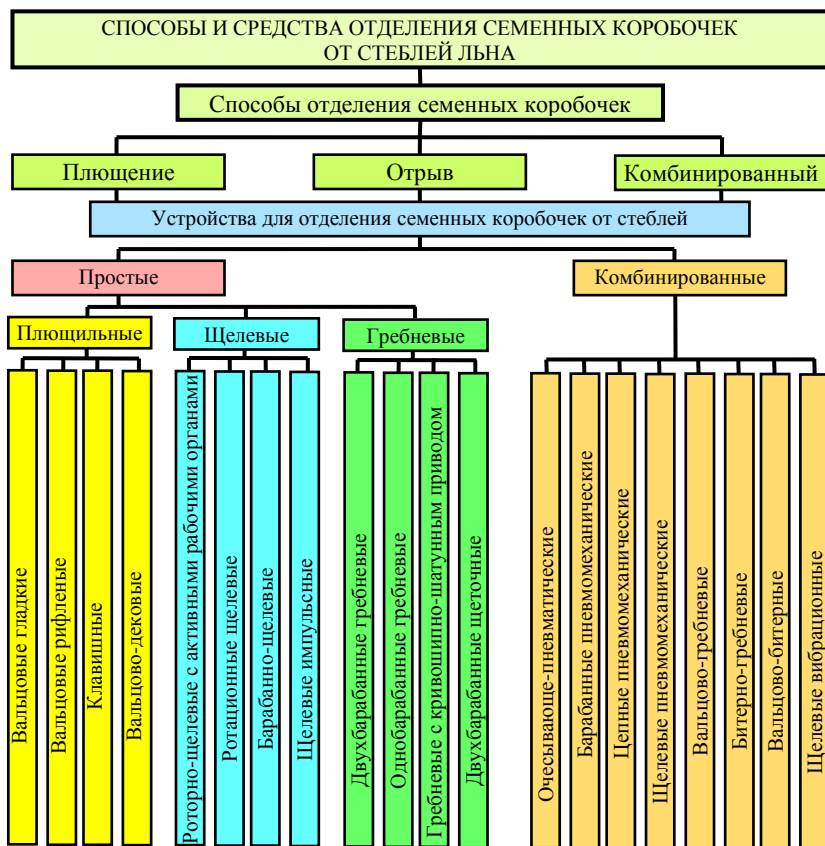 СПОСОБЫ И СРЕДСТВА ОТДЕЛЕНИЯ СЕМЕННЫХ КОРОБОЧЕК
ОТ СТЕБЛЕЙ ЛЬНА
Способы отделения семенных коробочек
Плющение
Отрыв
Комбинированный
Устройства для отделения семенных коробочек от стеблей
Простые
Комбинированные
Плющильные
Щелевые
Гребневые
Вальцовые гладкие
Вальцовые рифленые
Клавишные
Вальцово-дековые
Роторно-щелевые с активными рабочими органами
Ротационные щелевые
Барабанно-щелевые
Щелевые импульсные
Двухбарабанные гребневые
Однобарабанные гребневые
Гребневые с кривошипно-шатунным приводом
Двухбарабанные щеточные
Очесывающе-пневматические
Барабанные пневмомеханические
Цепные пневмомеханические
Щелевые пневмомеханические
Вальцово-гребневые
Битерно-гребневые
Вальцово-битерные
Щелевые вибрационные